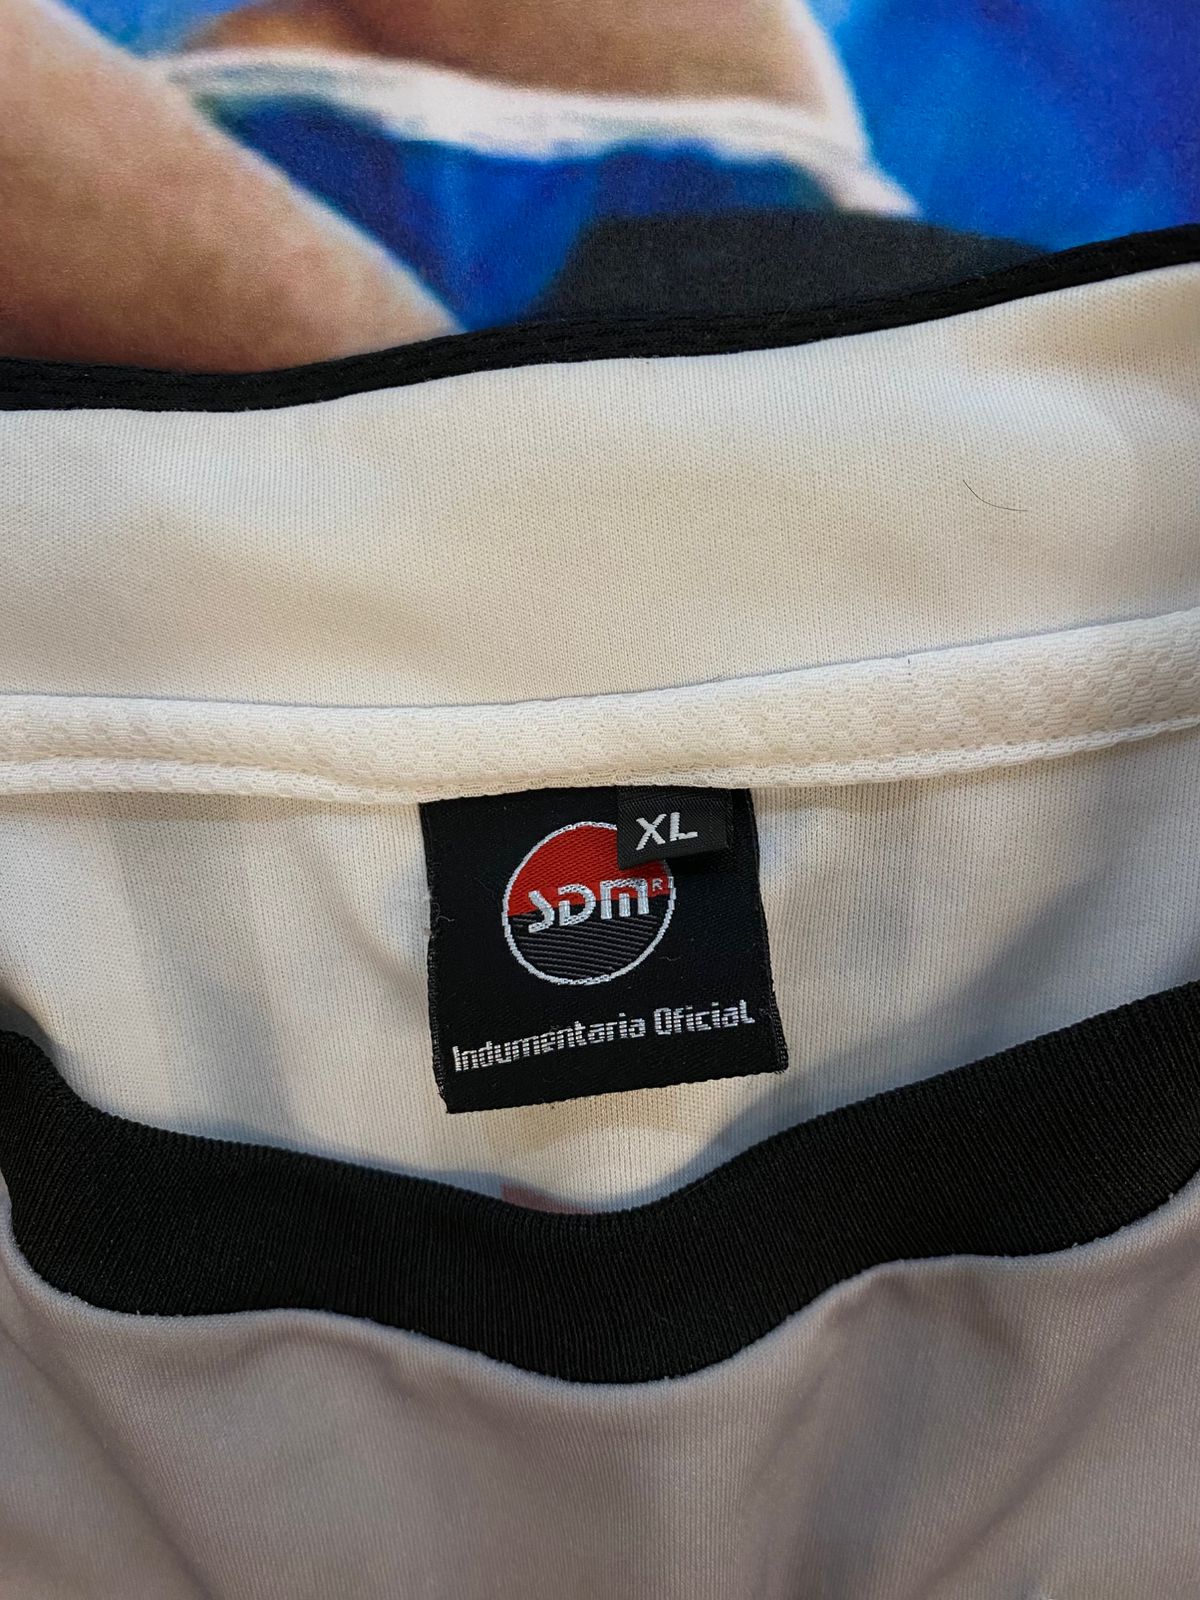 XL
SDM R
Indumentaria Oficial